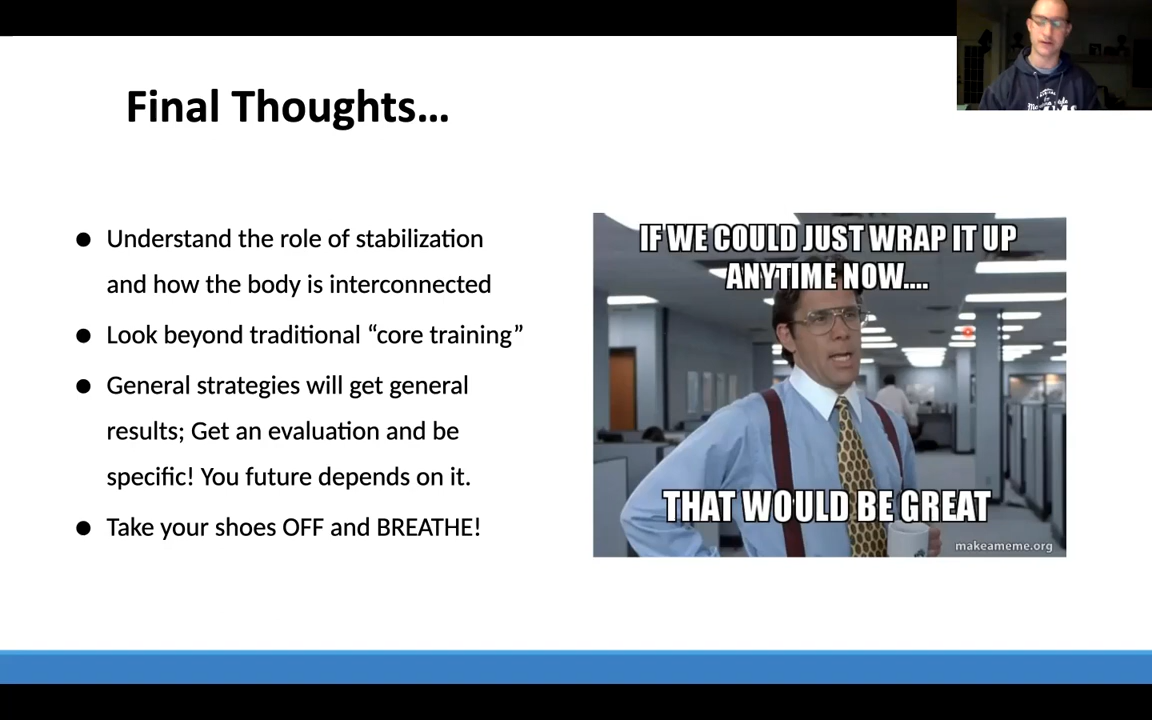 Final Thoughts...
● Understand the role of stabilization
and how the body is interconnected
● Look beyond traditional “core training”
● General strategies will get general
results; Get an evaluation and be
specific! You future depends on it.
● Take your shoes OFF and BREATHE!
IF WE COULD JUST WRAP IT UP
ANYTIME NOW....
THAT WOULD BE GREAT
makeameme.org